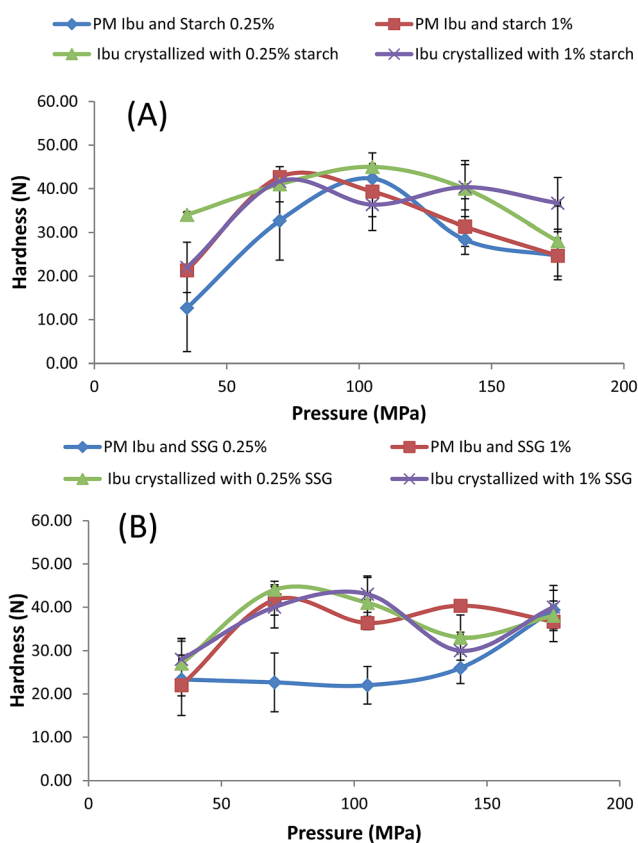 PM Ibu and Starch 0.25% PM Ibu and starch 1%
Ibu crystallized with 0.25% starch Ibu crystallized with 1% starch
(A)
Hardness (N)
60.00
50.00
40.00
30.00
20.00
10.00
0.00
0 50 100 150 200
Pressure (MPa)
PM Ibu and SSG 0.25% PM Ibu and SSG 1%
Ibu crystallized with 0.25% SSG Ibu crystallized with 1% SSG
(B)
Hardness (N)
60.00
50.00
40.00
30.00
20.00
10.00
0.00
0 50 100 150 200
Pressure (MPa)